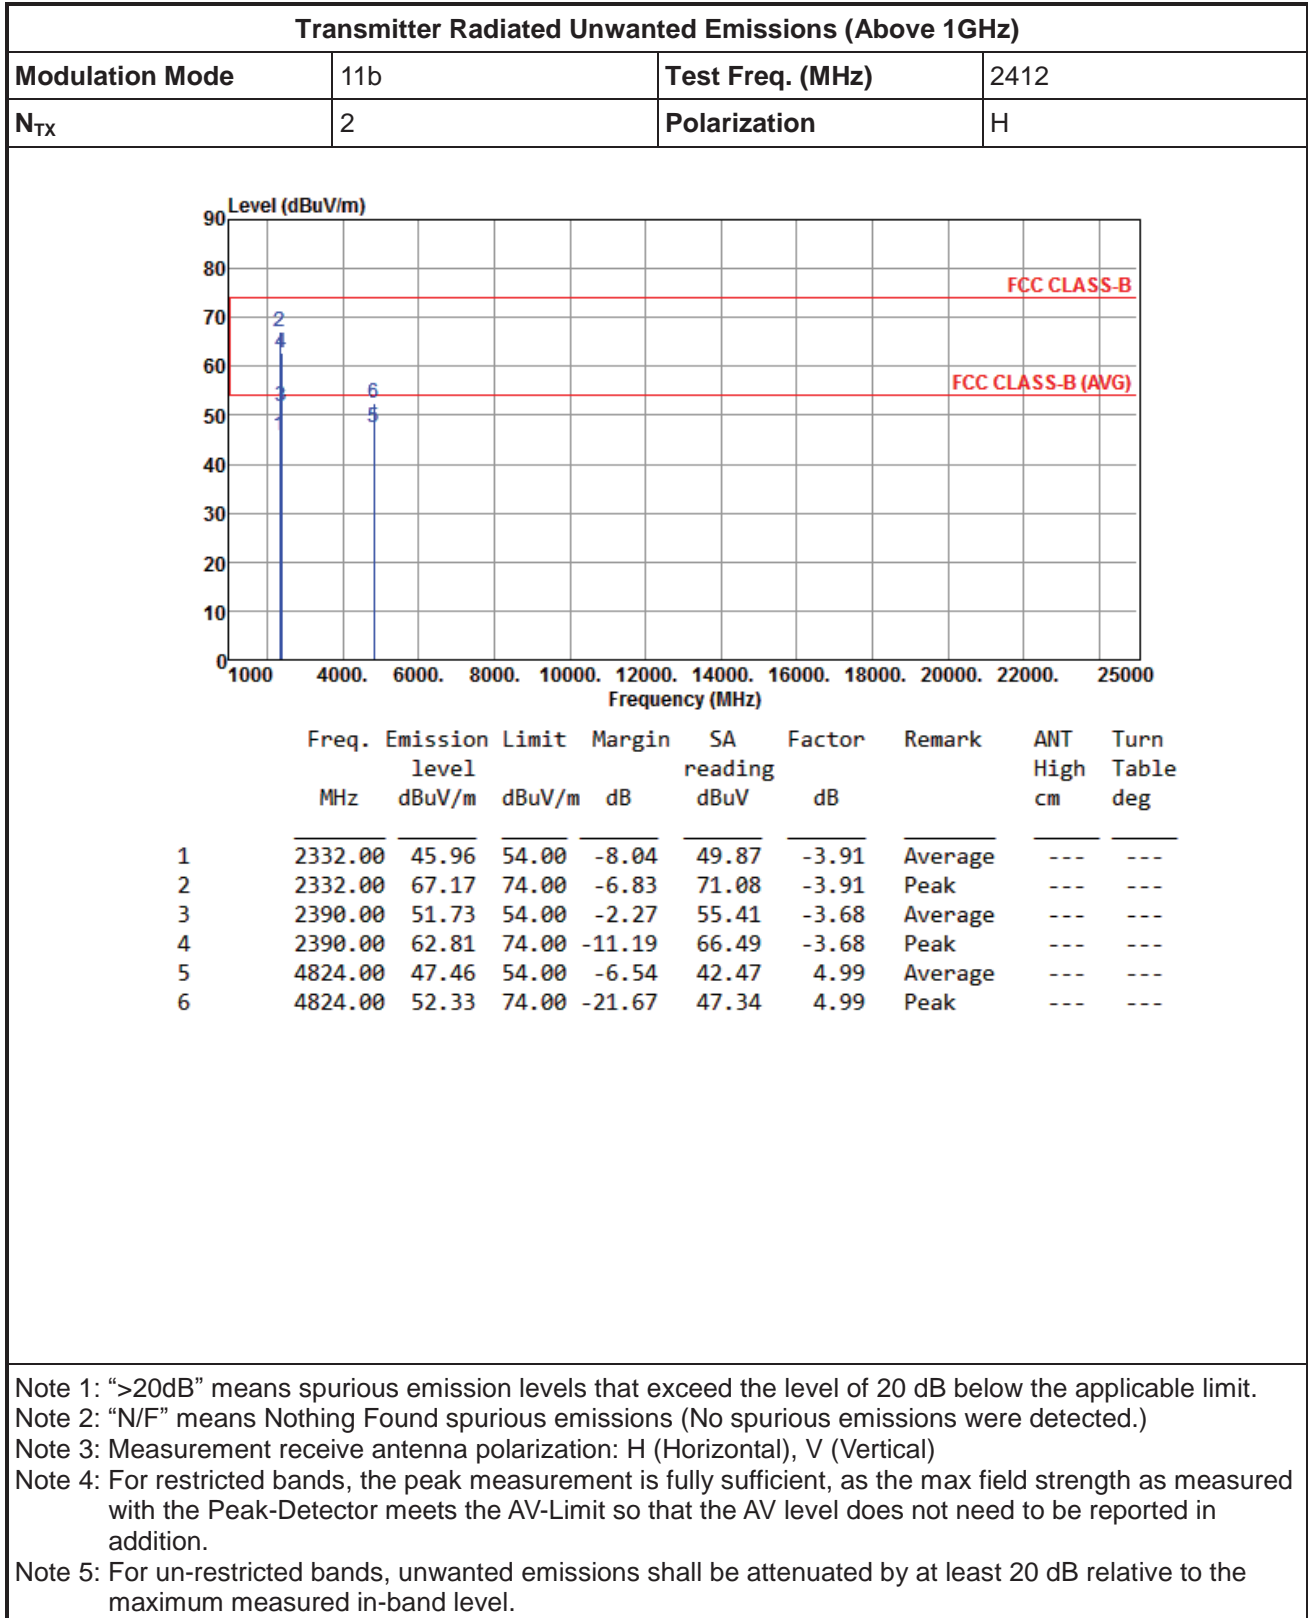 Transmitter Radiated Unwanted Emissions (Above 1GHz)
Modulation Mode 11b Test Freq. (MHz) 2412
NTX 2 Polarization H
Level (dBuV/m)
90
80
FCC CLASS-B
70
2
4
60
FCC CLASS-B (AVG)
3
6
50
5
1
40
30
20
10
0
1000 4000. 6000. 8000. 10000. 12000. 14000. 16000. 18000. 20000. 22000. 25000
Frequency (MHz)
Freq. Emission Limit Margin SA Factor Remark ANT Turn
level reading High Table
MHz dBuV/m dBuV/m dB dBuV dB cm deg
1 2332.00 45.96 54.00 -8.04 49.87 -3.91 Average --- ---
2 2332.00 67.17 74.00 -6.83 71.08 -3.91 Peak --- ---
3 2390.00 51.73 54.00 -2.27 55.41 -3.68 Average --- ---
4 2390.00 62.81 74.00 -11.19 66.49 -3.68 Peak --- ---
5 4824.00 47.46 54.00 -6.54 42.47 4.99 Average --- ---
6 4824.00 52.33 74.00 -21.67 47.34 4.99 Peak --- ---
Note 1: “>20dB” means spurious emission levels that exceed the level of 20 dB below the applicable limit.
Note 2: “N/F” means Nothing Found spurious emissions (No spurious emissions were detected.)
Note 3: Measurement receive antenna polarization: H (Horizontal), V (Vertical)
Note 4: For restricted bands, the peak measurement is fully sufficient, as the max field strength as measured
with the Peak-Detector meets the AV-Limit so that the AV level does not need to be reported in
addition.
Note 5: For un-restricted bands, unwanted emissions shall be attenuated by at least 20 dB relative to the
maximum measured in-band level.